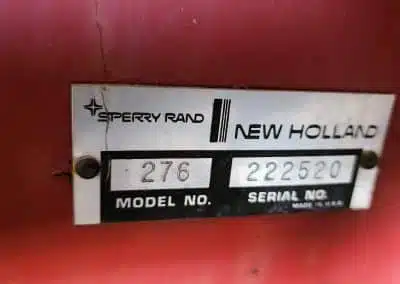 SPERRY RAND NEW HOLLAND
276 222520
MODEL NO. SERIAL NO.
MADE IN U.S.A.